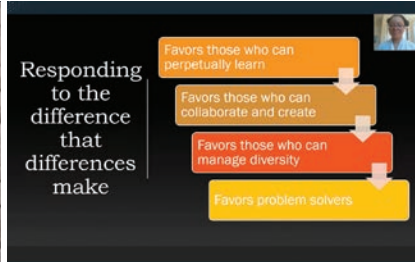 Responding
to the
difference
that
differences
make
Favors those who can
perpetually learn
Favors those who can
collaborate and create
Favors those who can
manage diversity
Favors problem solvers